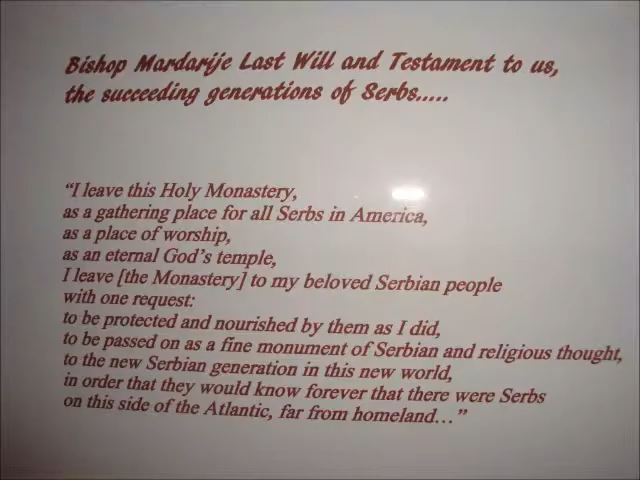 Bishop Mardarije Last Will and Testament to us,
the succeeding generations of Serbs.....
“I leave this Holy Monastery,
as a gathering place for all Serbs in America,
as a place of worship,
as an eternal God’s temple,
I leave [the Monastery] to my beloved Serbian people
with one request:
to be protected and nourished by them as I did,
to be passed on as a fine monument of Serbian and religious thought,
to the new Serbian generation in this new world,
in order that they would know forever that there were Serbs
on this side of the Atlantic, far from homeland…”